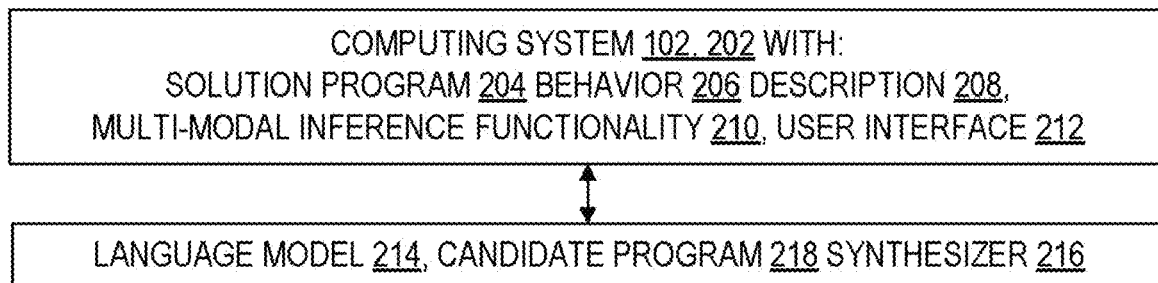 COMPUTING SYSTEM 102, 202 WITH:
SOLUTION PROGRAM 204 BEHAVIOR 206 DESCRIPTION 208,
MULTI-MODAL INFERENCE FUNCTIONALITY 210, USER INTERFACE 212
LANGUAGE MODEL 214, CANDIDATE PROGRAM 218 SYNTHESIZER 216